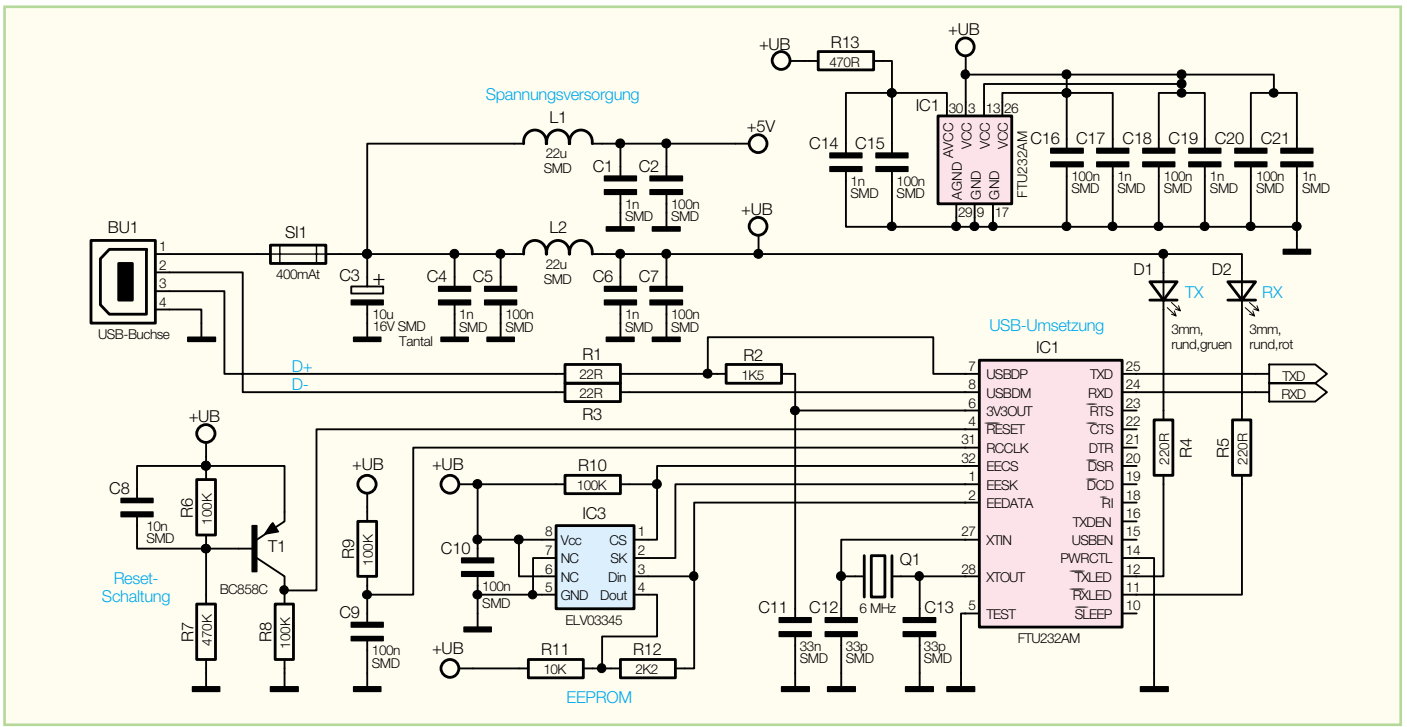 Spannungsversorgung
L1
22u
SMD
C1
1n
SMD
C2
100n
SMD
+5V
BU1
1
2
3
4
USB-Buchse
SI1
400mAt
C3
+
10u
16V SMD
Tantal
C4
1n
SMD
C5
100n
SMD
L2
22u
SMD
C6
1n
SMD
C7
100n
SMD
+UB
+UB
R13
470R
C14
1n
SMD
C15
100n
SMD
+UB
IC1
30 3 13 26
AVCC
VCC
VCC
VCC
AGND
GND
GND
29 9 17
FTU232AM
C16
100n
SMD
C17
1n
SMD
C18
100n
SMD
C19
1n
SMD
C20
100n
SMD
C21
1n
SMD
D1
TX
3mm,
rund,gruen
D2
RX
3mm,
rund,rot
D+
D-
R1
22R
22R
R3
R2
1K5
USB-Umsetzung
IC1
7 USBDP
8 USBDM
6 3V3OUT
4 RESET
31 RCCLK
32 EECS
1 EESK
2 EEDATA
27 XTIN
28 XTOUT
5 TEST
TXD 25
RXD 24
RTS 23
CTS 22
DTR 21
DSR 20
DCD 19
RI 18
TXDEN 16
USBEN 15
PWRCTL 14
TXLED 12
RXLED 11
SLEEP 10
FTU232AM
TXD
RXD
R4
220R
R5
220R
+UB
C8
10n
SMD
R6
100K
T1
BC858C
Reset-
Schaltung
R7
470K
R8
100K
+UB
R9
100K
C9
100n
SMD
+UB
R10
100K
C10
100n
SMD
IC3
8 Vcc
7 NC
6 NC
5 GND
CS 1
SK 2
Din 3
Dout 4
ELV03345
+UB
R11
10K
R12
2K2
EEPROM
C11
33n
SMD
C12
33p
SMD
Q1
6 MHz
C13
33p
SMD